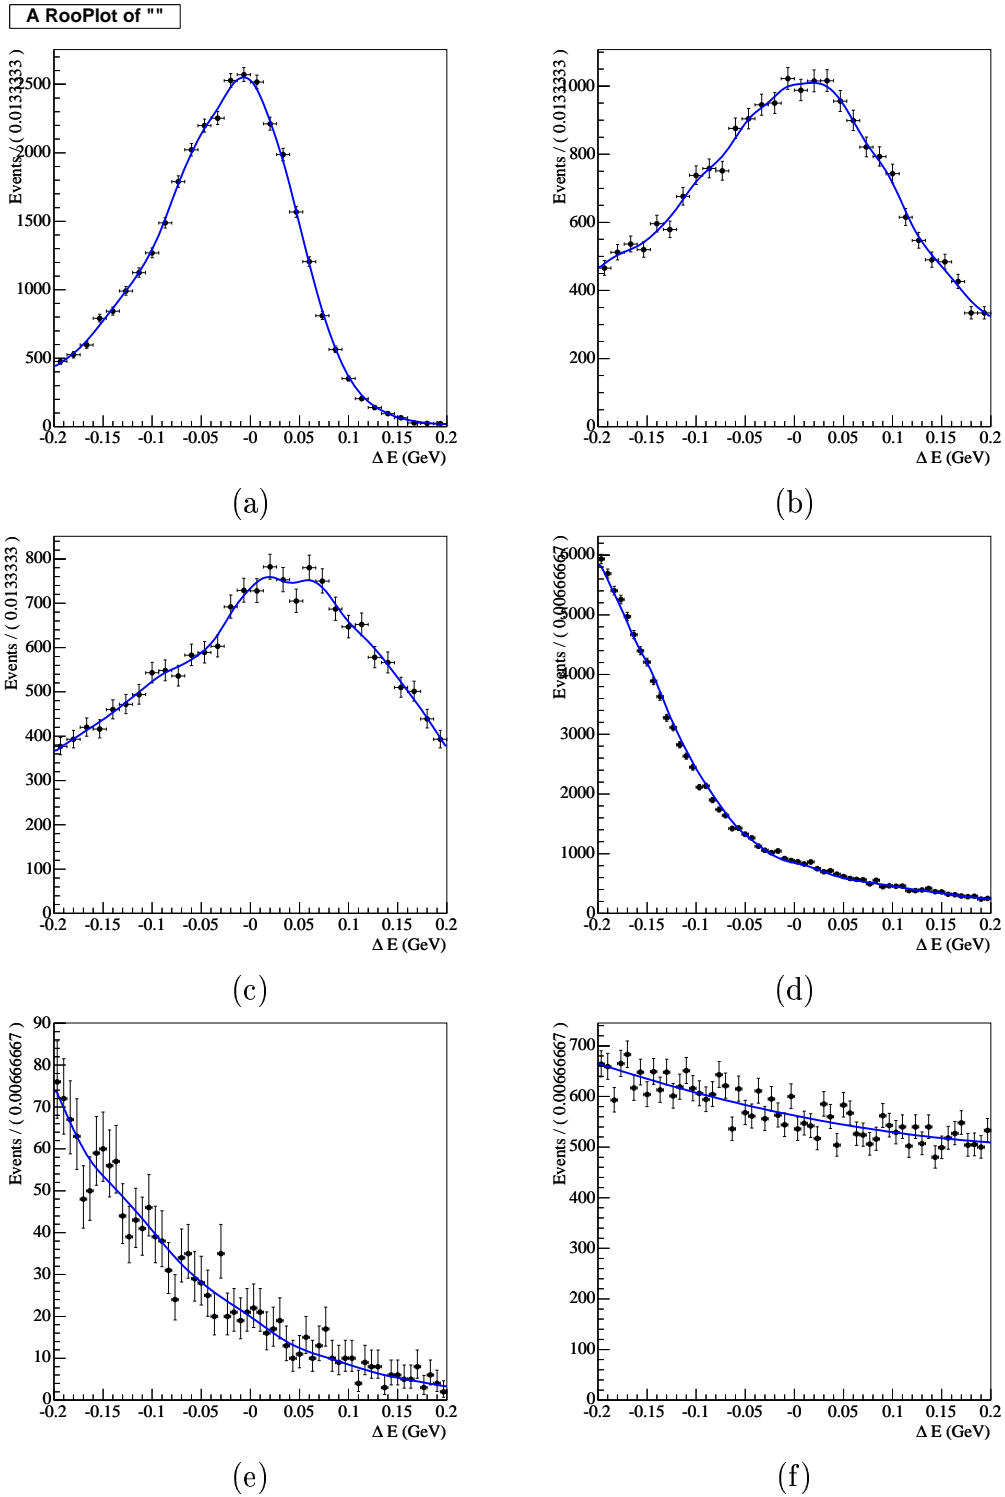 A RooPlot of ""
Events / ( 0.0133333 )
2500
2000
1500
1000
500
0
-0.2 -0.15 -0.1 -0.05 -0 0.05 0.1 0.15 0.2
Δ E (GeV)
(a)
Events / ( 0.0133333 )
1000
800
600
400
200
0
-0.2 -0.15 -0.1 -0.05 -0 0.05 0.1 0.15 0.2
Δ E (GeV)
(b)
Events / ( 0.0133333 )
800
700
600
500
400
300
200
100
0
-0.2 -0.15 -0.1 -0.05 -0 0.05 0.1 0.15 0.2
Δ E (GeV)
(c)
Events / ( 0.00666667 )
6000
5000
4000
3000
2000
1000
0
-0.2 -0.15 -0.1 -0.05 -0 0.05 0.1 0.15 0.2
Δ E (GeV)
(d)
Events / ( 0.00666667 )
90
80
70
60
50
40
30
20
10
0
-0.2 -0.15 -0.1 -0.05 -0 0.05 0.1 0.15 0.2
Δ E (GeV)
(e)
Events / ( 0.00666667 )
700
600
500
400
300
200
100
0
-0.2 -0.15 -0.1 -0.05 -0 0.05 0.1 0.15 0.2
Δ E (GeV)
(f)